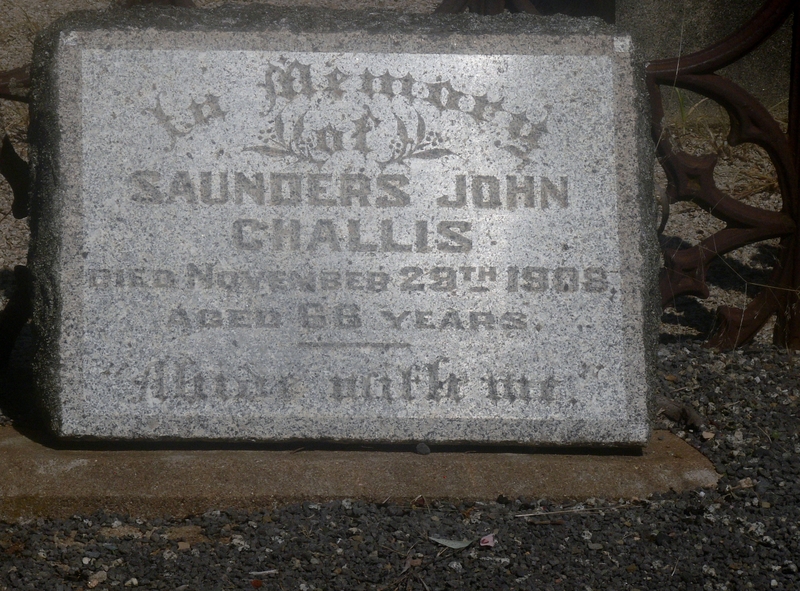 In Memory
of
SAUNDERS JOHN
CHALLIS
DIED NOVEMBER 29TH 1908.
AGED 66 YEARS.
"Abide with me."